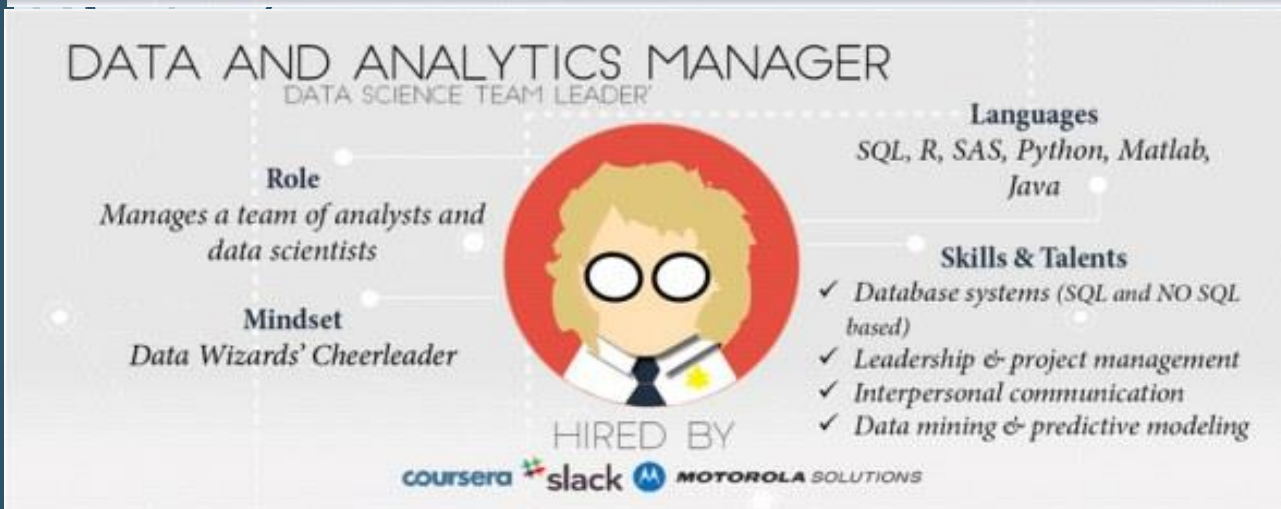 DATA AND ANALYTICS MANAGER
'DATA SCIENCE TEAM LEADER'
Role
Manages a team of analysts and
data scientists
Mindset
Data Wizards' Cheerleader
Languages
SQL, R, SAS, Python, Matlab,
Java
Skills & Talents
✓ Database systems (SQL and NO SQL
based)
✓ Leadership & project management
✓ Interpersonal communication
✓ Data mining & predictive modeling
HIRED BY
coursera slack MOTOROLA SOLUTIONS